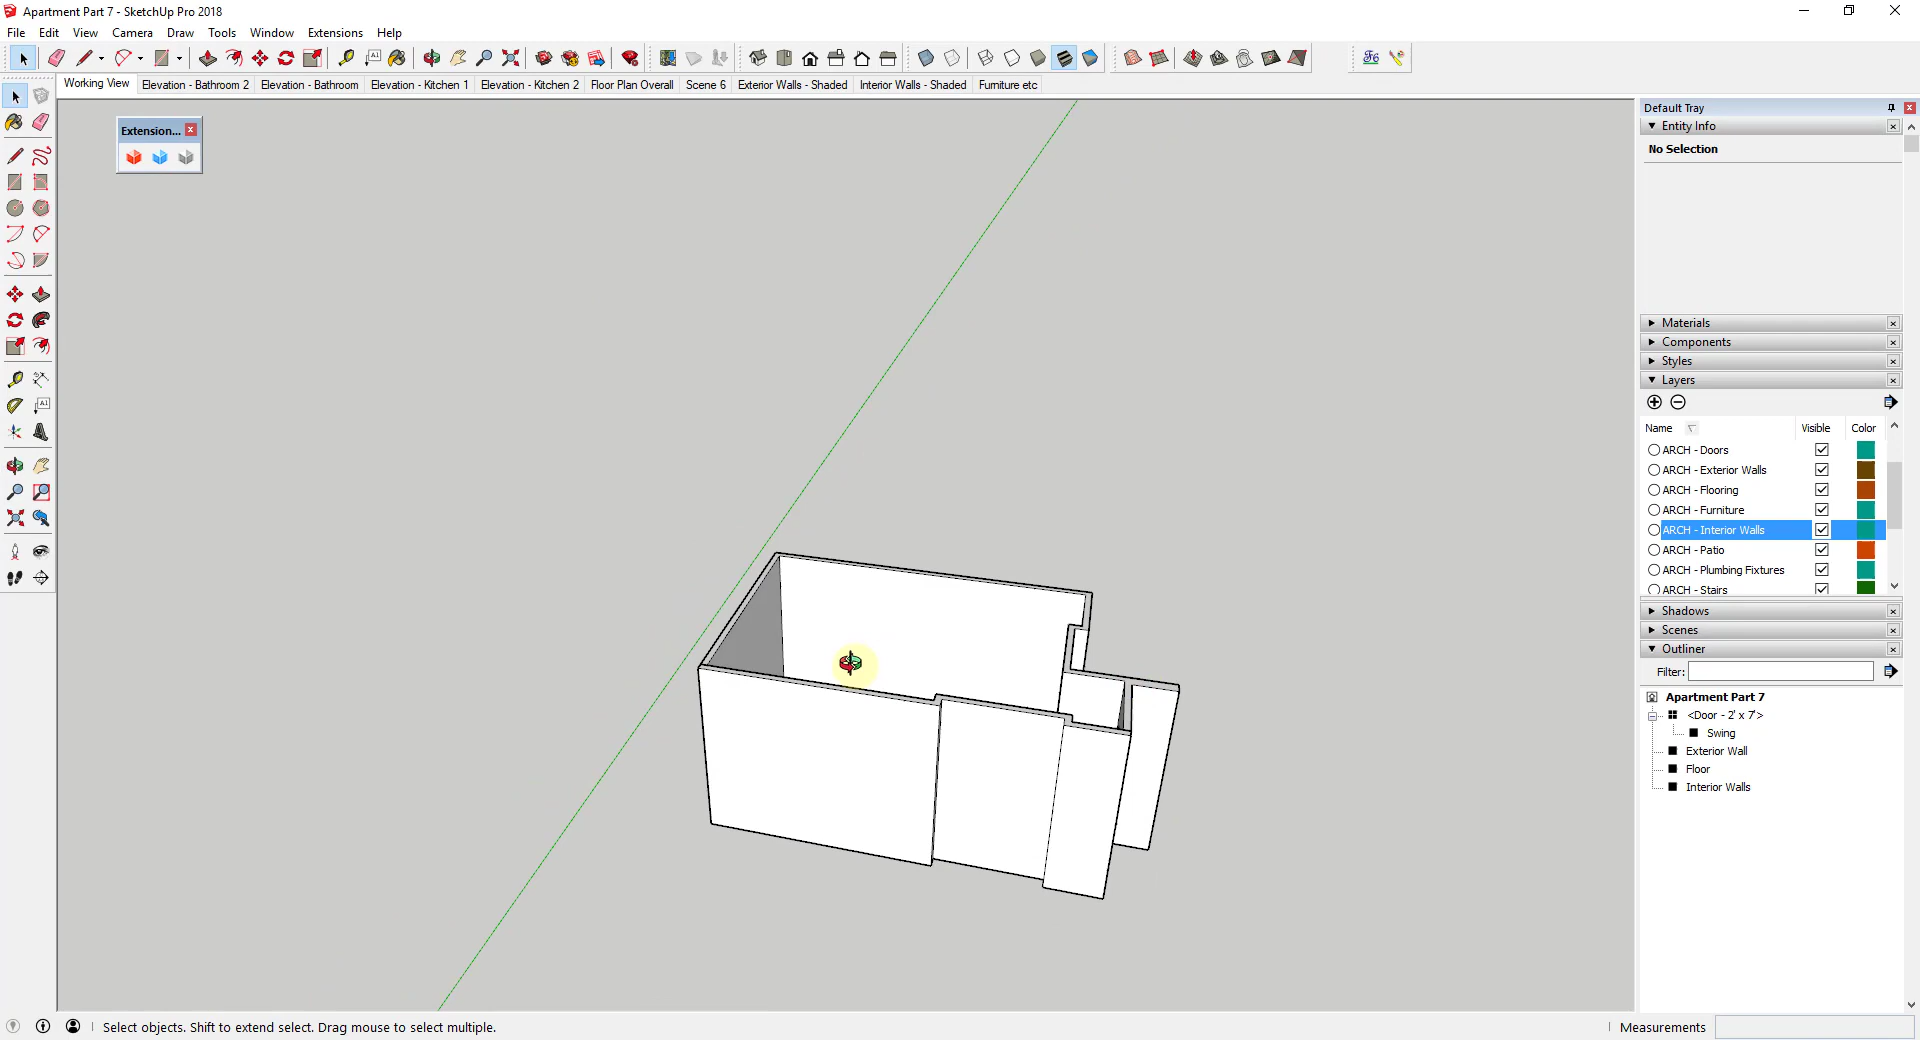 Apartment Part 7 - SketchUp Pro 2018
File Edit View Camera Draw Tools Window Extensions Help
Working View Elevation - Bathroom 2 Elevation - Bathroom Elevation - Kitchen 1 Elevation - Kitchen 2 Floor Plan Overall Scene 6 Exterior Walls - Shaded Interior Walls - Shaded Furniture etc
Extension...
Default Tray
Entity Info
No Selection
Materials
Components
Styles
Layers
Name Visible Color
ARCH - Doors
ARCH - Exterior Walls
ARCH - Flooring
ARCH - Furniture
ARCH - Interior Walls
ARCH - Patio
ARCH - Plumbing Fixtures
ARCH - Stairs
Shadows
Scenes
Outliner
Filter:
Apartment Part 7
<Door - 2' x 7'>
Swing
Exterior Wall
Floor
Interior Walls
Select objects. Shift to extend select. Drag mouse to select multiple.
Measurements